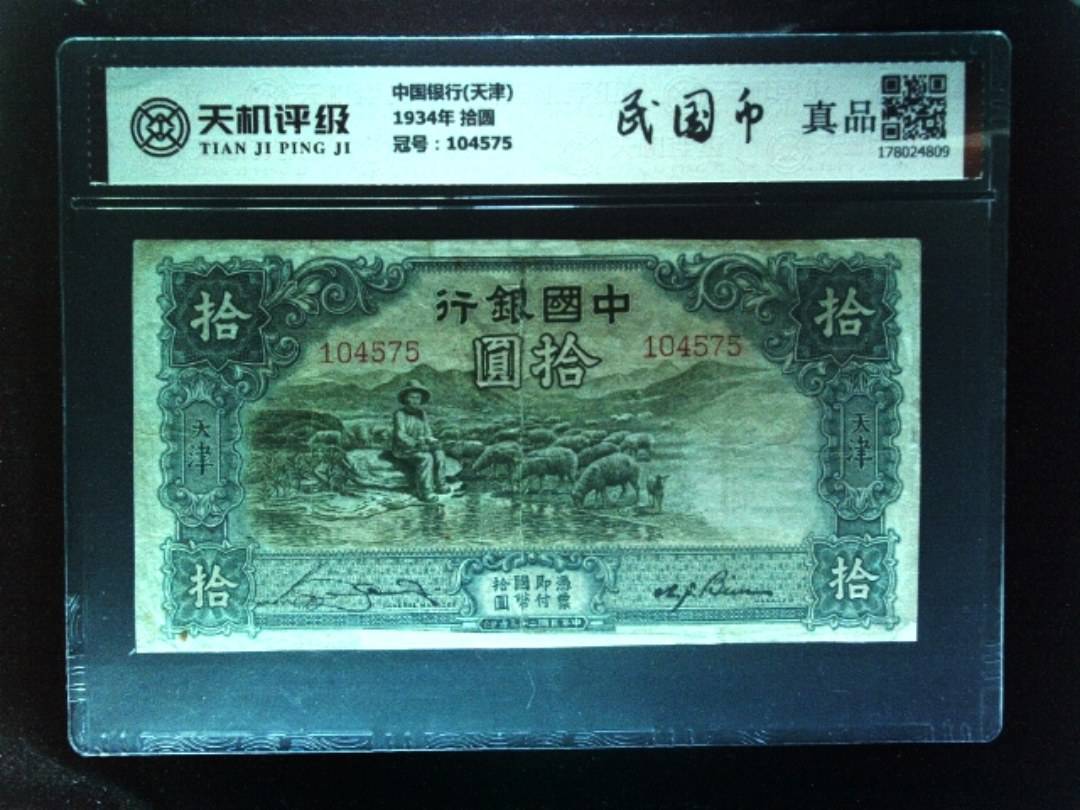 天机评级
TIAN JI PING JI
中国银行(天津)
1934年 拾圆
冠号：104575
民国币
真品
178024809
拾
行銀國中
拾
104575
圓拾
104575
天津
天津
拾
憑票即付國幣拾圓
拾